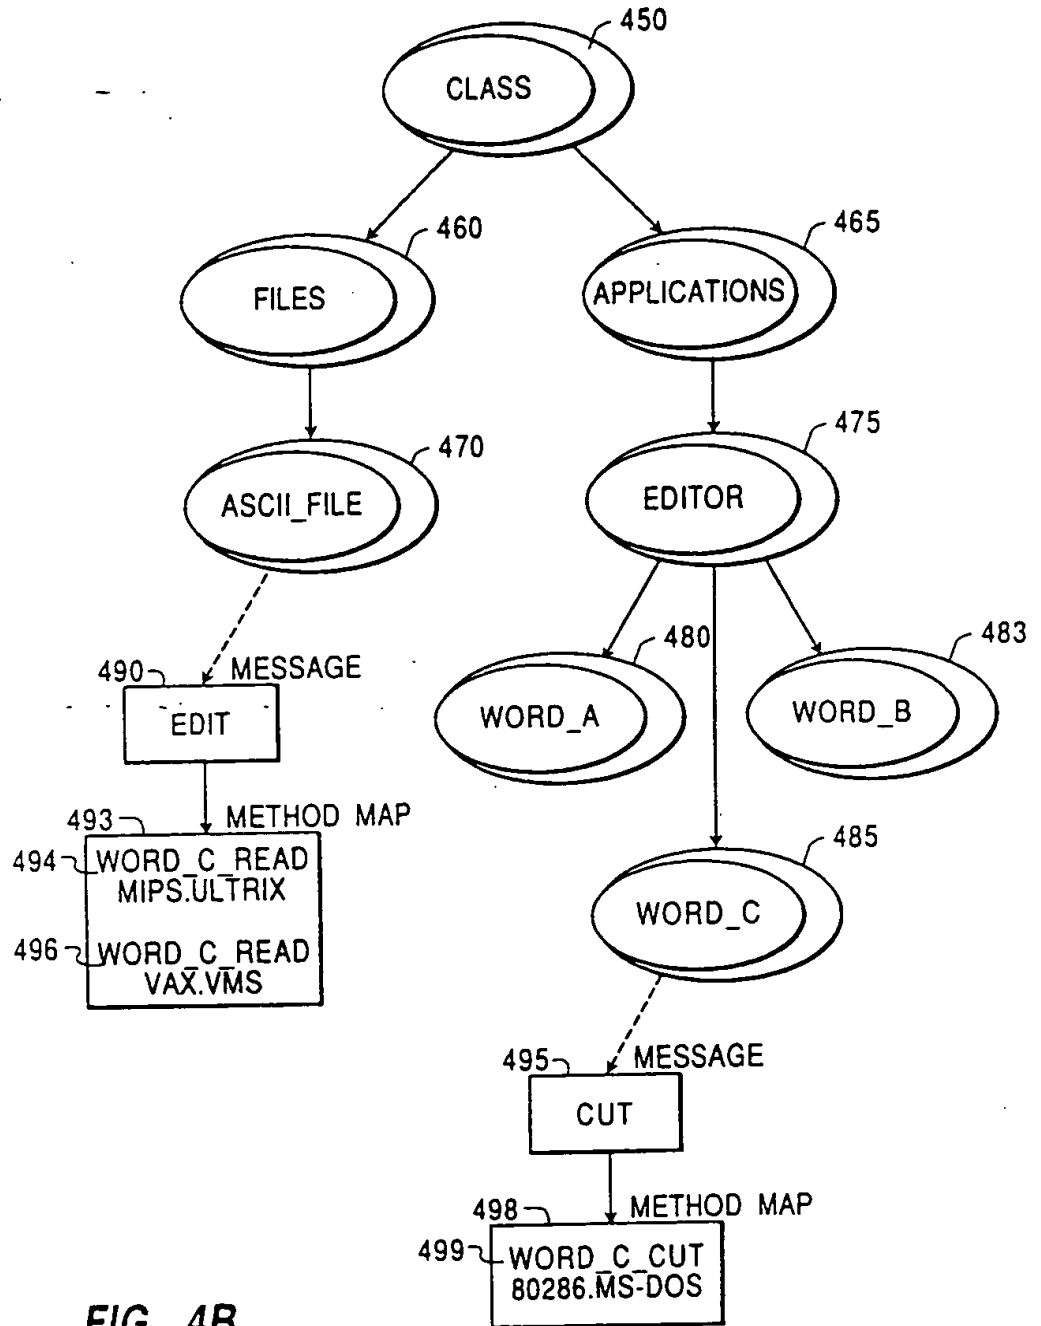 450
CLASS
460
465
FILES
APPLICATIONS
470
475
ASCII_FILE
EDITOR
480
483
490
MESSAGE
EDIT
WORD_A
WORD_B
493
METHOD MAP
494
WORD_C_READ
MIPS.ULTRIX
496
WORD_C_READ
VAX.VMS
485
WORD_C
495
MESSAGE
CUT
498
METHOD MAP
499
WORD_C_CUT
80286.MS-DOS
FIG. 4B